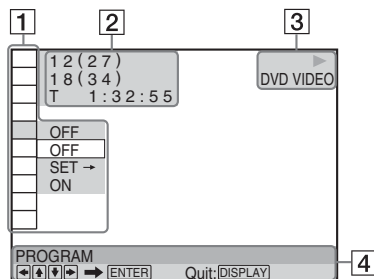 1 2 3
12(27)
18(34)
T 1:32:55
DVD VIDEO
OFF
OFF
SET →
ON
PROGRAM
4
ENTER Quit: DISPLAY